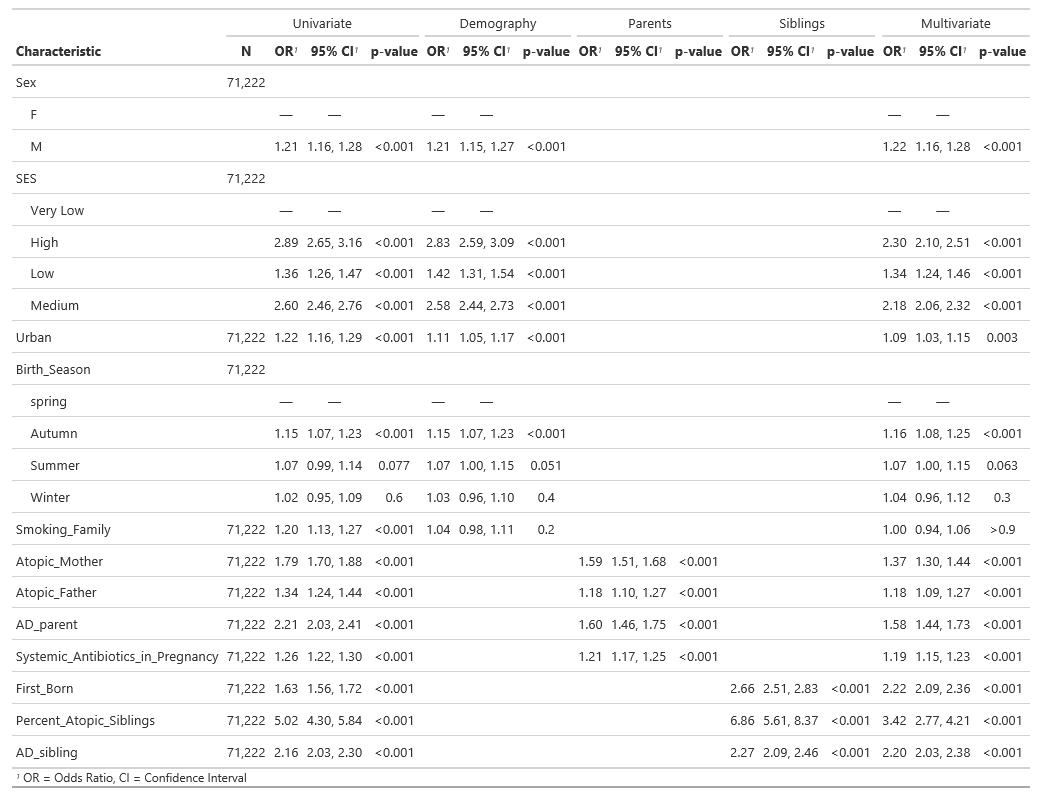 Univariate Demography Parents Siblings Multivariate
Characteristic N OR¹ 95% CI¹ p-value OR¹ 95% CI¹ p-value OR¹ 95% CI¹ p-value OR¹ 95% CI¹ p-value OR¹ 95% CI¹ p-value
Sex 71,222
F — — — — — —
M 1.21 1.16, 1.28 <0.001 1.21 1.15, 1.27 <0.001 1.22 1.16, 1.28 <0.001
SES 71,222
Very Low — — — — — —
High 2.89 2.65, 3.16 <0.001 2.83 2.59, 3.09 <0.001 2.30 2.10, 2.51 <0.001
Low 1.36 1.26, 1.47 <0.001 1.42 1.31, 1.54 <0.001 1.34 1.24, 1.46 <0.001
Medium 2.60 2.46, 2.76 <0.001 2.58 2.44, 2.73 <0.001 2.18 2.06, 2.32 <0.001
Urban 71,222 1.22 1.16, 1.29 <0.001 1.11 1.05, 1.17 <0.001 1.09 1.03, 1.15 0.003
Birth_Season 71,222
spring — — — — — —
Autumn 1.15 1.07, 1.23 <0.001 1.15 1.07, 1.23 <0.001 1.16 1.08, 1.25 <0.001
Summer 1.07 0.99, 1.14 0.077 1.07 1.00, 1.15 0.051 1.07 1.00, 1.15 0.063
Winter 1.02 0.95, 1.09 0.6 1.03 0.96, 1.10 0.4 1.04 0.96, 1.12 0.3
Smoking_Family 71,222 1.20 1.13, 1.27 <0.001 1.04 0.98, 1.11 0.2 1.00 0.94, 1.06 >0.9
Atopic_Mother 71,222 1.79 1.70, 1.88 <0.001 1.59 1.51, 1.68 <0.001 1.37 1.30, 1.44 <0.001
Atopic_Father 71,222 1.34 1.24, 1.44 <0.001 1.18 1.10, 1.27 <0.001 1.18 1.09, 1.27 <0.001
AD_parent 71,222 2.21 2.03, 2.41 <0.001 1.60 1.46, 1.75 <0.001 1.58 1.44, 1.73 <0.001
Systemic_Antibiotics_in_Pregnancy 71,222 1.26 1.22, 1.30 <0.001 1.21 1.17, 1.25 <0.001 1.19 1.15, 1.23 <0.001
First_Born 71,222 1.63 1.56, 1.72 <0.001 2.66 2.51, 2.83 <0.001 2.22 2.09, 2.36 <0.001
Percent_Atopic_Siblings 71,222 5.02 4.30, 5.84 <0.001 6.86 5.61, 8.37 <0.001 3.42 2.77, 4.21 <0.001
AD_sibling 71,222 2.16 2.03, 2.30 <0.001 2.27 2.09, 2.46 <0.001 2.20 2.03, 2.38 <0.001
¹ OR = Odds Ratio, CI = Confidence Interval